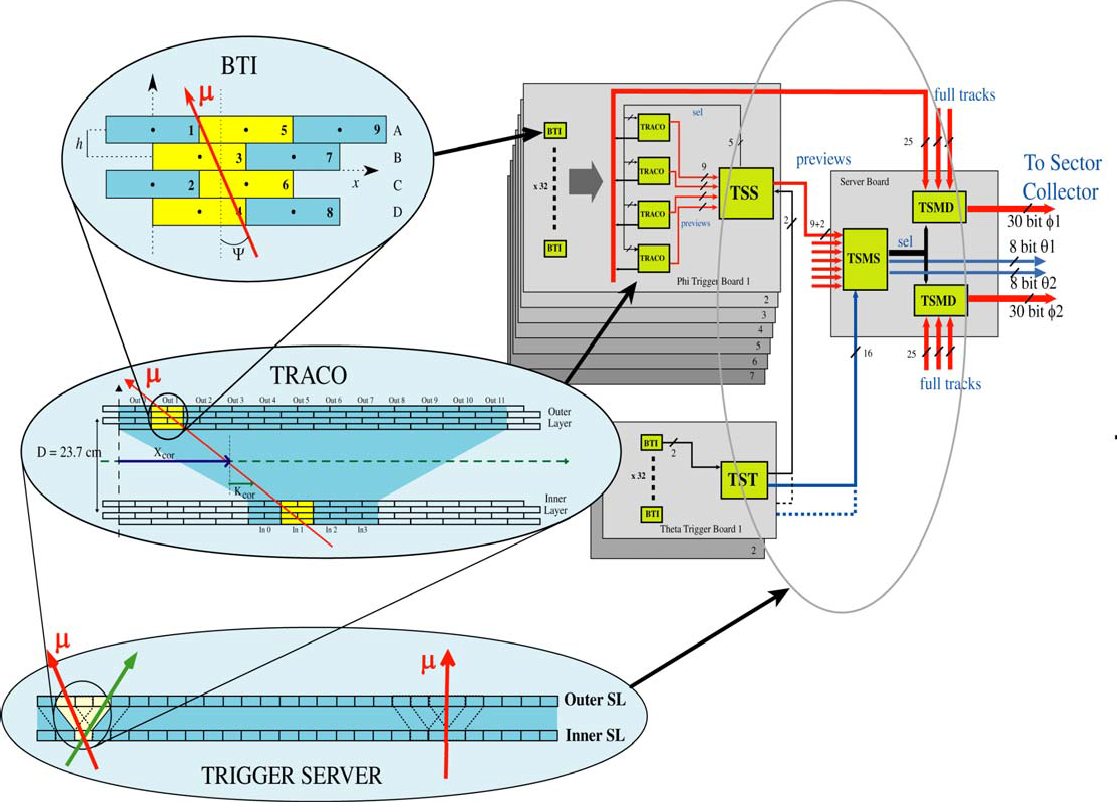 BTI
μ
h
1
5
9
A
3
7
B
x
2
6
C
4
8
D
Ψ
BTI
x 32
BTI
TRACO
TRACO
TRACO
TRACO
sel
9
5
previews
TSS
Phi Trigger Board 1
2
3
4
5
6
7
2
previews
9+2
full tracks
25
Server Board
TSMD
TSMS
sel
TSMD
To Sector
Collector
30 bit ϕ1
8 bit θ1
8 bit θ2
30 bit ϕ2
16
25
full tracks
TRACO
μ
Out 1
Out 2
Out 3
Out 4
Out 5
Out 6
Out 7
Out 8
Out 9
Out 10
Out 11
Outer
Layer
D = 23.7 cm
Xcor
Kcor
Inner
Layer
In 0
In 1
In 2
In3
BTI
2
x 32
BTI
TST
Theta Trigger Board 1
2
μ
μ
Outer SL
Inner SL
TRIGGER SERVER